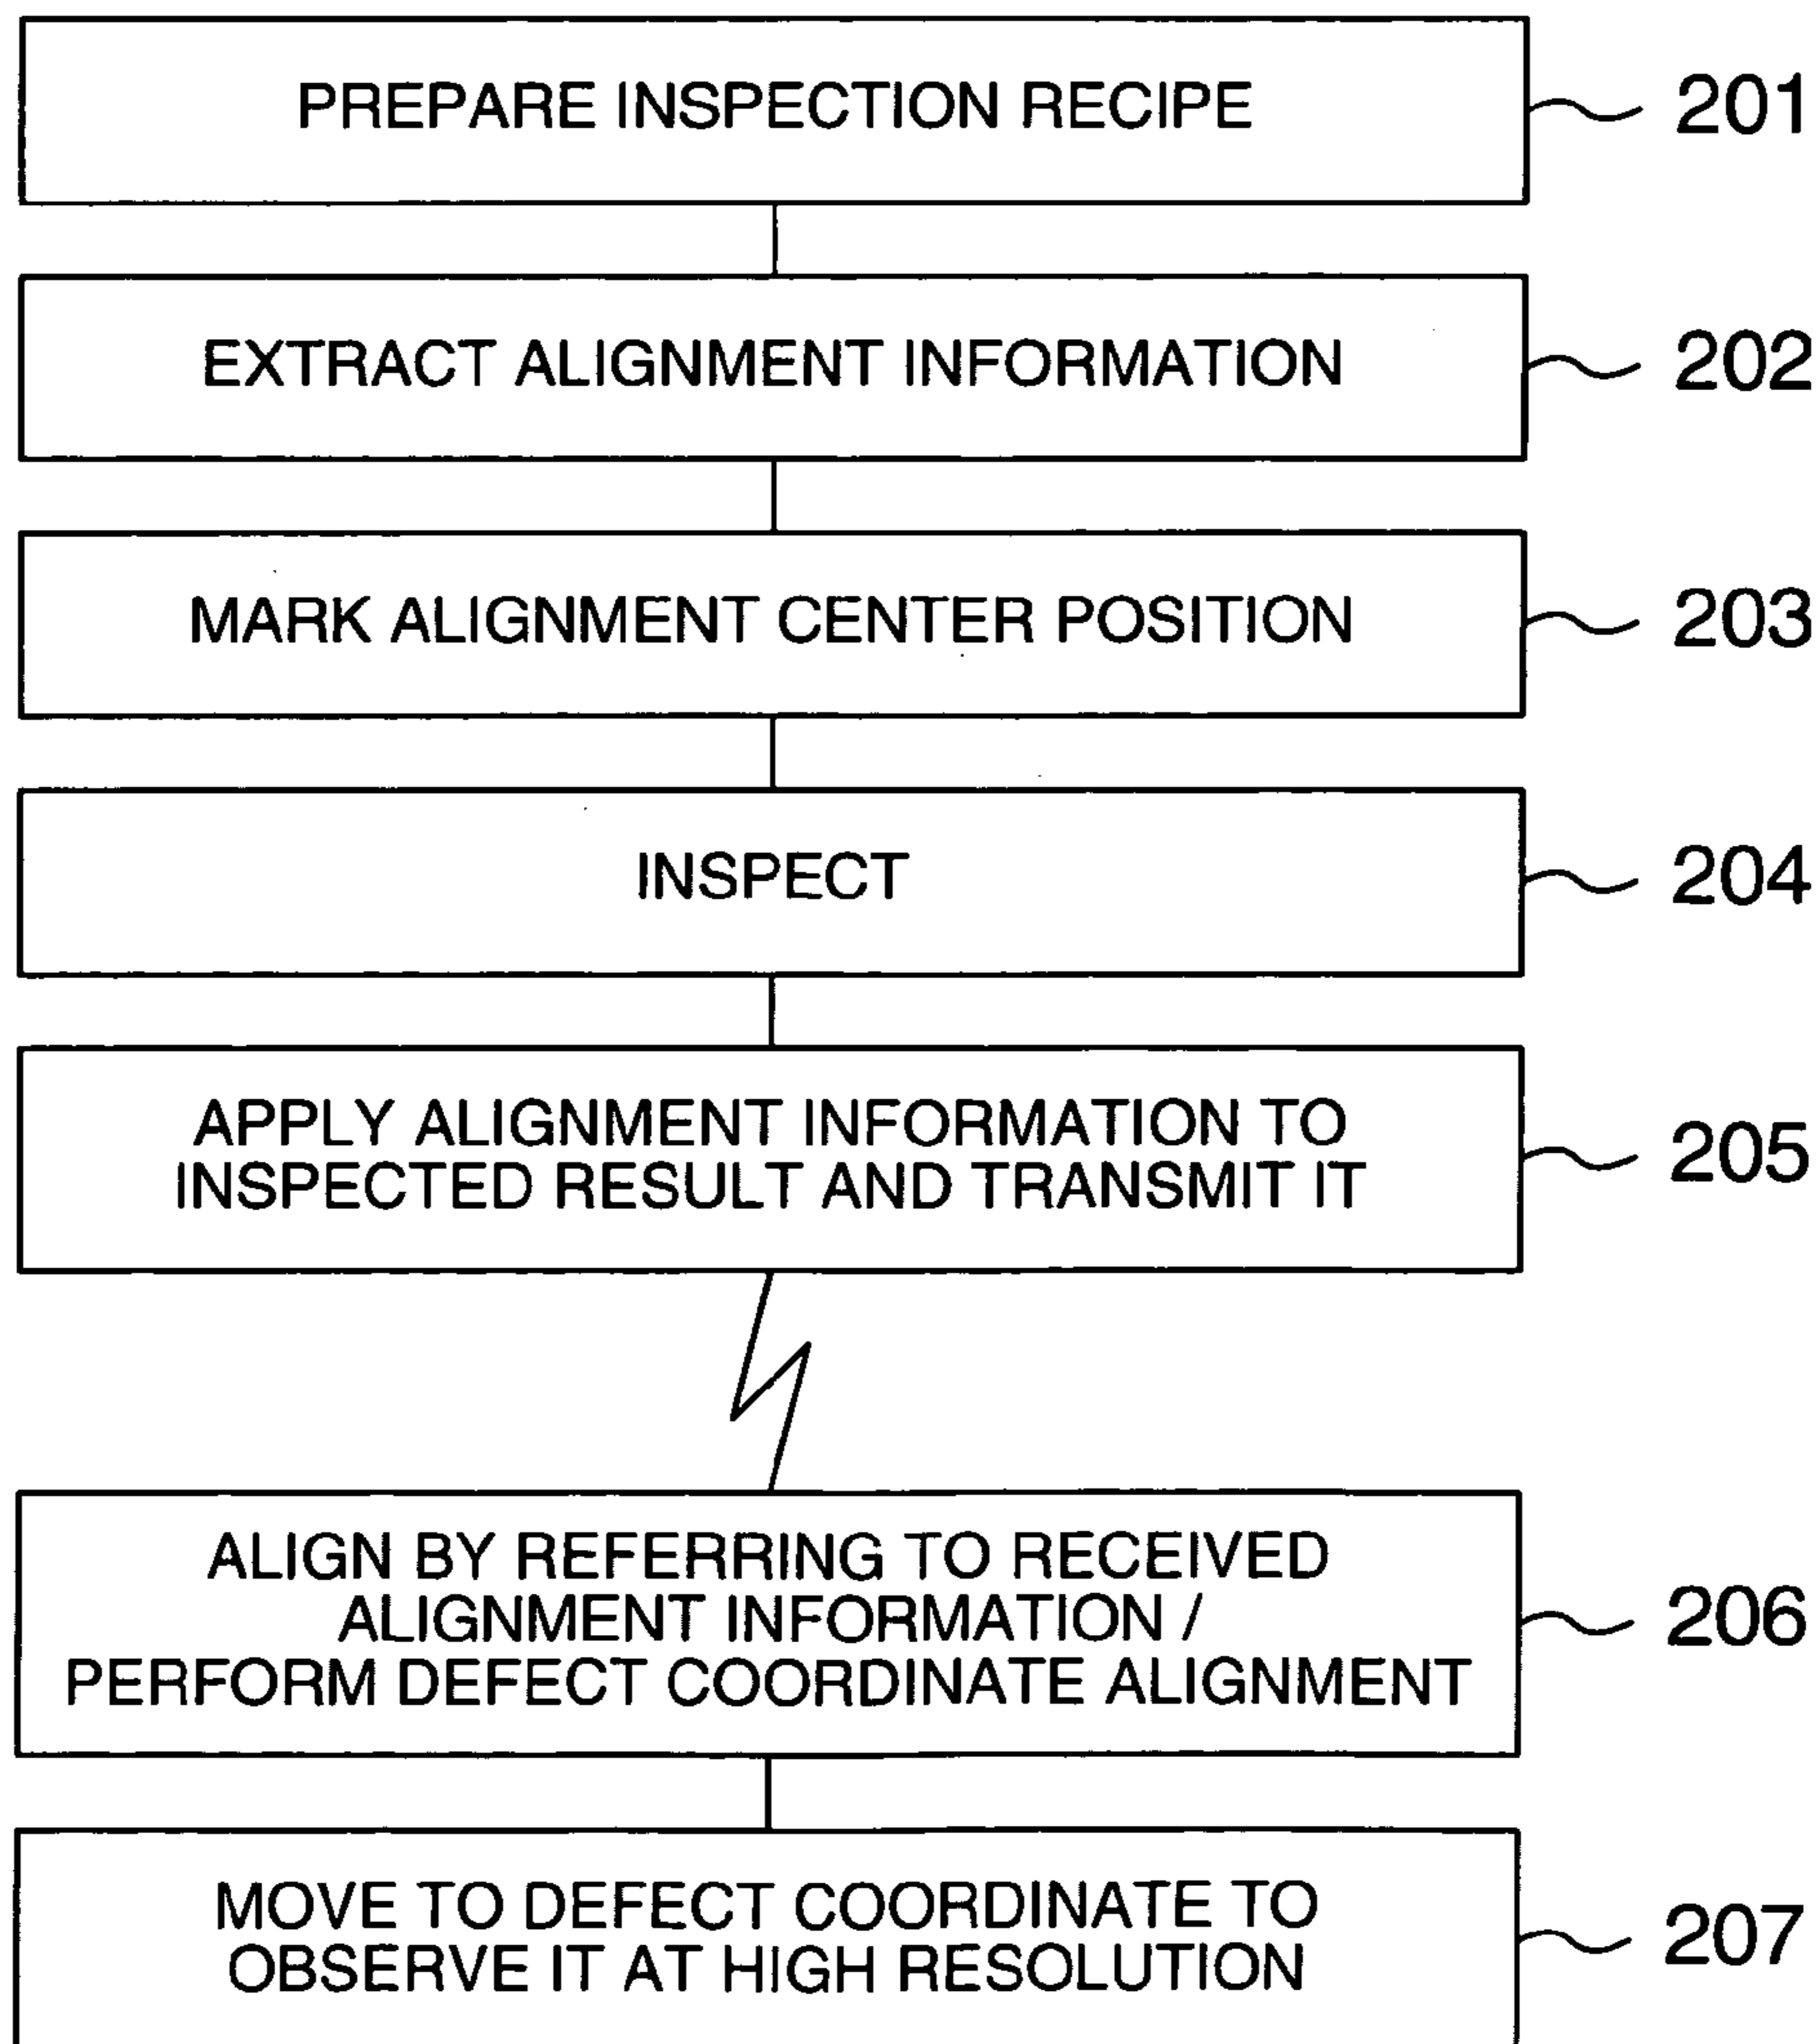 PREPARE INSPECTION RECIPE
201
EXTRACT ALIGNMENT INFORMATION
202
MARK ALIGNMENT CENTER POSITION
203
INSPECT
204
APPLY ALIGNMENT INFORMATION TO
INSPECTED RESULT AND TRANSMIT IT
205
ALIGN BY REFERRING TO RECEIVED
ALIGNMENT INFORMATION /
PERFORM DEFECT COORDINATE ALIGNMENT
206
MOVE TO DEFECT COORDINATE TO
OBSERVE IT AT HIGH RESOLUTION
207